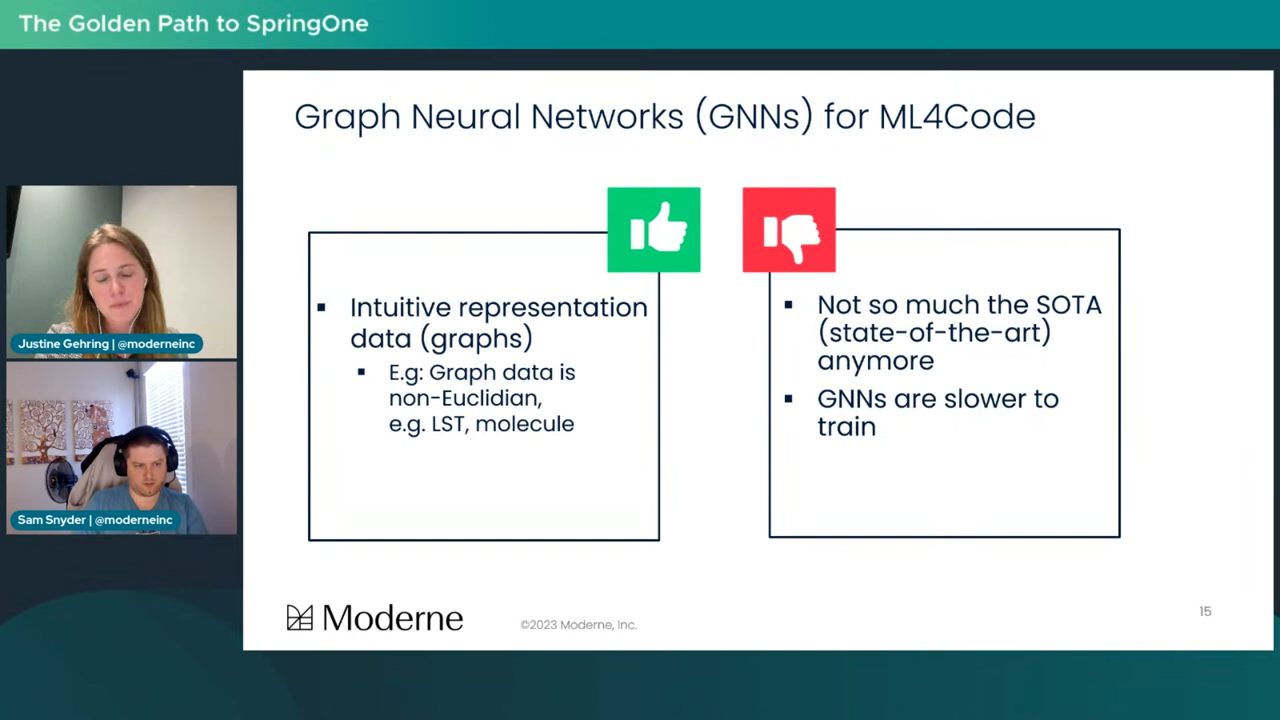 The Golden Path to SpringOne
Graph Neural Networks (GNNs) for ML4Code
▪ Intuitive representation
data (graphs)
▪ E.g: Graph data is
non-Euclidian,
e.g. LST, molecule
▪ Not so much the SOTA
(state-of-the-art)
anymore
▪ GNNs are slower to
train
Justine Gehring | @moderneinc
Sam Snyder | @moderneinc
Moderne
©2023 Moderne, Inc.
15